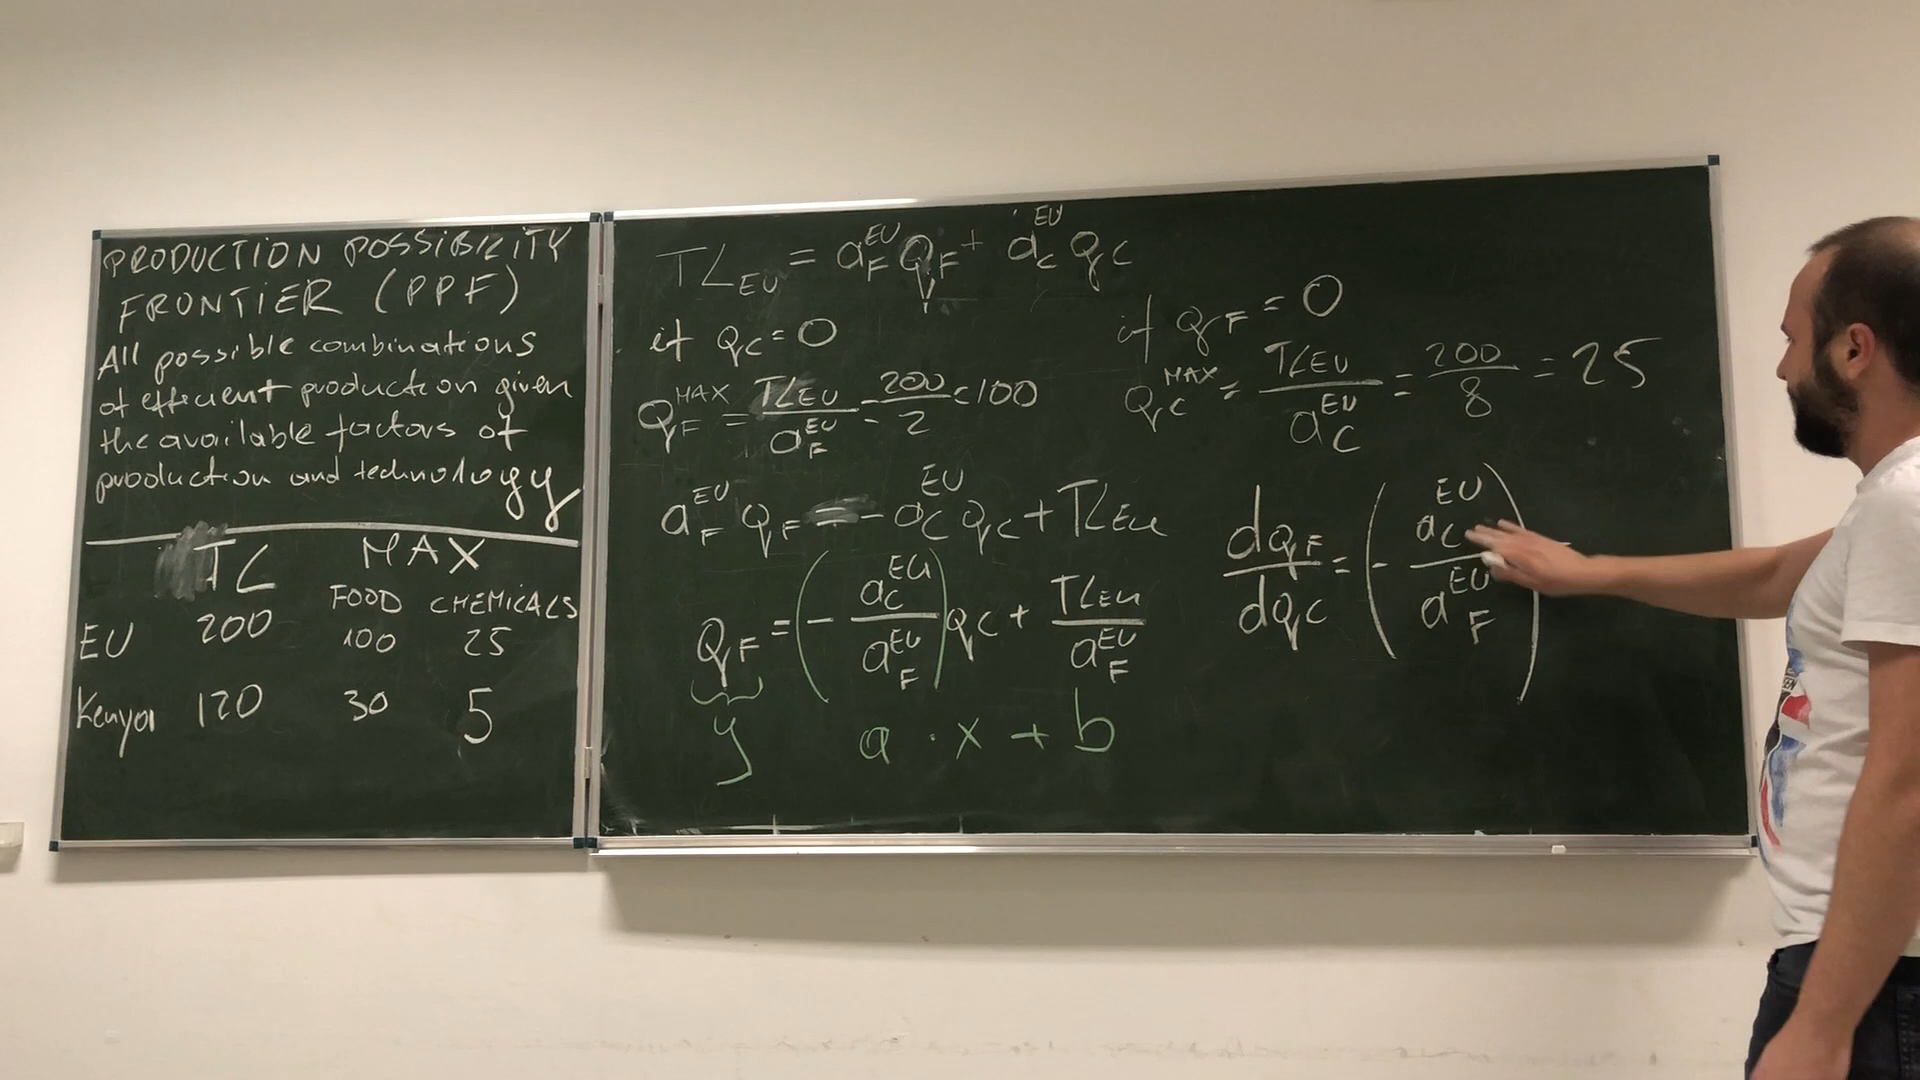 PRODUCTION POSSIBILITY
FRONTIER (PPF)
All possible combinations
of efficient production given
the available factors of
production and technology
TL MAX
FOOD CHEMICALS
EU 200 100 25
Kenya 120 30 5
TL_EU = a_F^EU Q_F + a_C^EU Q_C
if Q_C = 0
Q_F^MAX = TL_EU / a_F^EU = 200 / 2 = 100
if Q_F = 0
Q_C^MAX = TL_EU / a_C^EU = 200 / 8 = 25
a_F^EU Q_F = - a_C^EU Q_C + TL_EU
Q_F = (- a_C^EU / a_F^EU) Q_C + TL_EU / a_F^EU
y a · x + b
dQ_F / dQ_C = (- a_C^EU / a_F^EU)